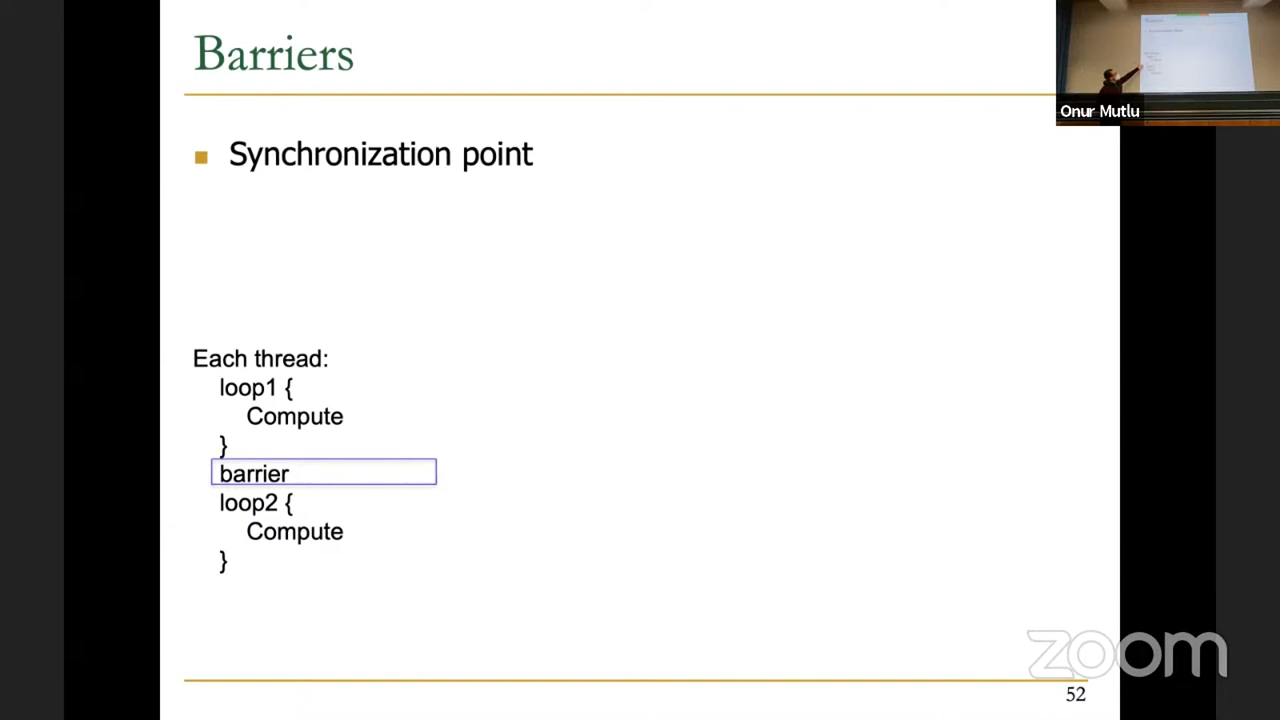 Barriers
Onur Mutlu
Synchronization point
Each thread:
loop1 {
Compute
}
barrier
loop2 {
Compute
}
zoom
52